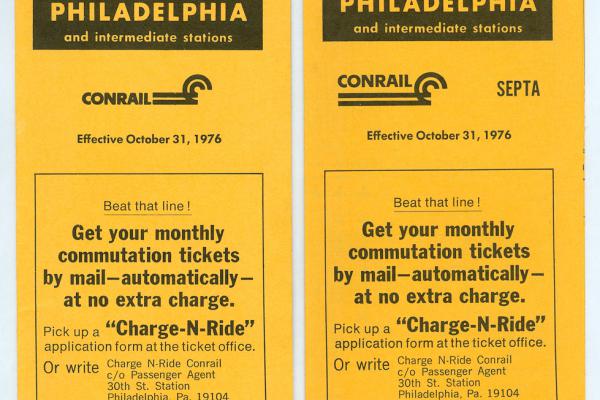 PHILADELPHIA
and intermediate stations
CONRAIL
Effective October 31, 1976
Beat that line!
Get your monthly
commutation tickets
by mail—automatically—
at no extra charge.
Pick up a "Charge-N-Ride"
application form at the ticket office.
Or write Charge N-Ride Conrail
c/o Passenger Agent
30th St. Station
Philadelphia, Pa. 19104
PHILADELPHIA
and intermediate stations
CONRAIL SEPTA
Effective October 31, 1976
Beat that line!
Get your monthly
commutation tickets
by mail—automatically—
at no extra charge.
Pick up a "Charge-N-Ride"
application form at the ticket office.
Or write Charge N-Ride Conrail
c/o Passenger Agent
30th St. Station
Philadelphia, Pa. 19104